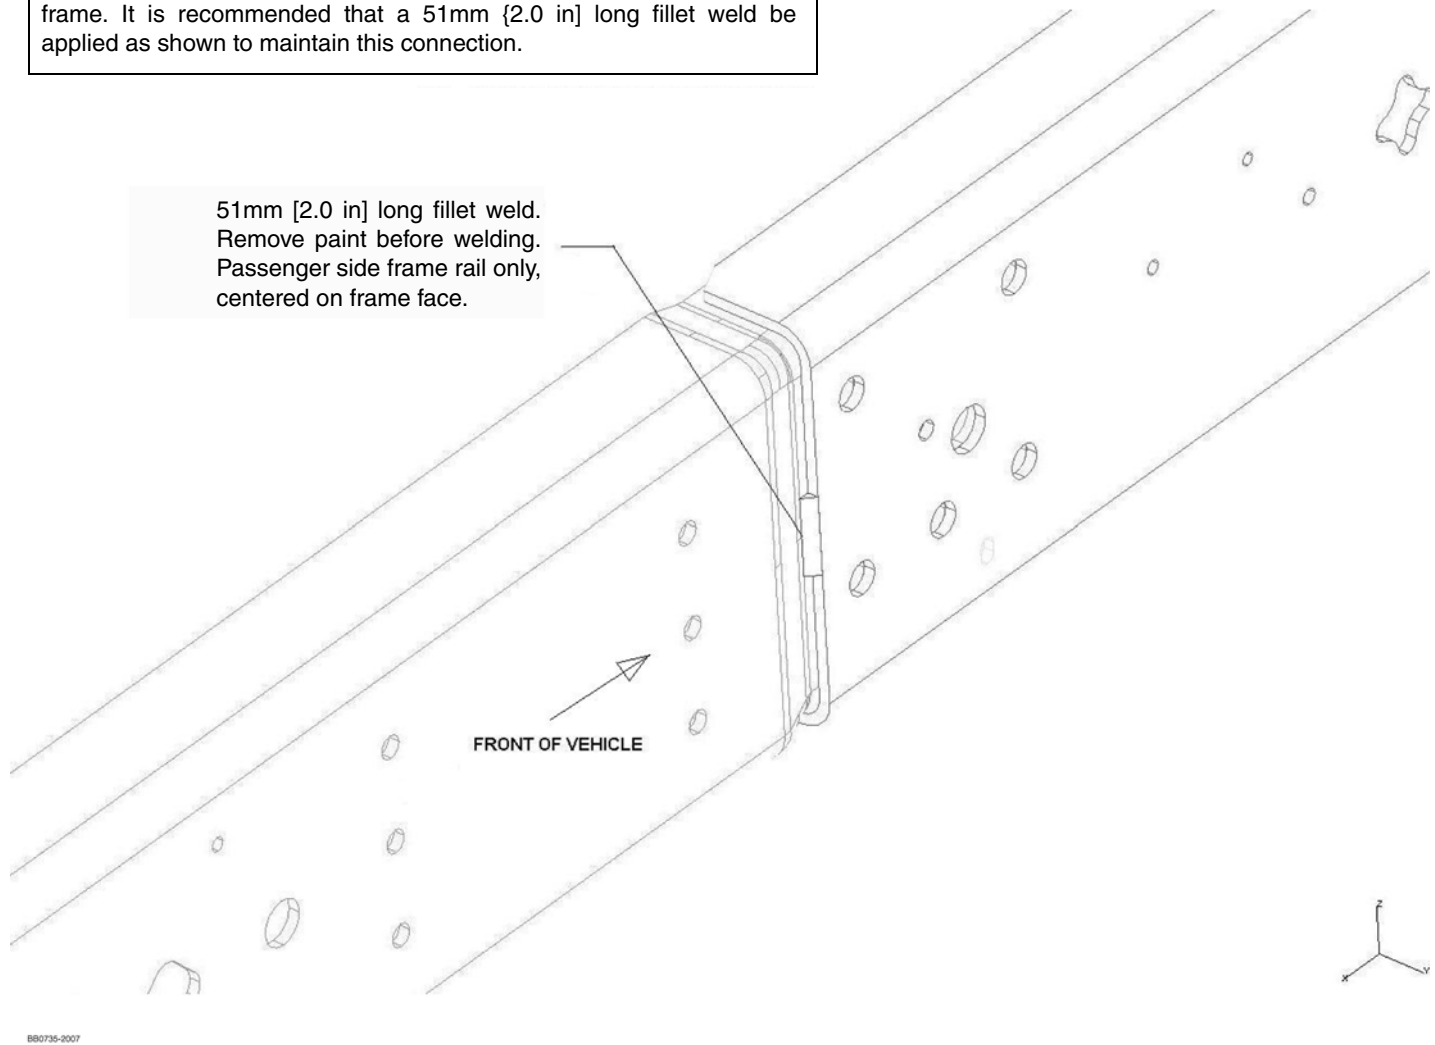 frame. It is recommended that a 51mm {2.0 in] long fillet weld be
applied as shown to maintain this connection.
51mm [2.0 in] long fillet weld.
Remove paint before welding.
Passenger side frame rail only,
centered on frame face.
FRONT OF VEHICLE
Z
X
Y
BB0735-2007